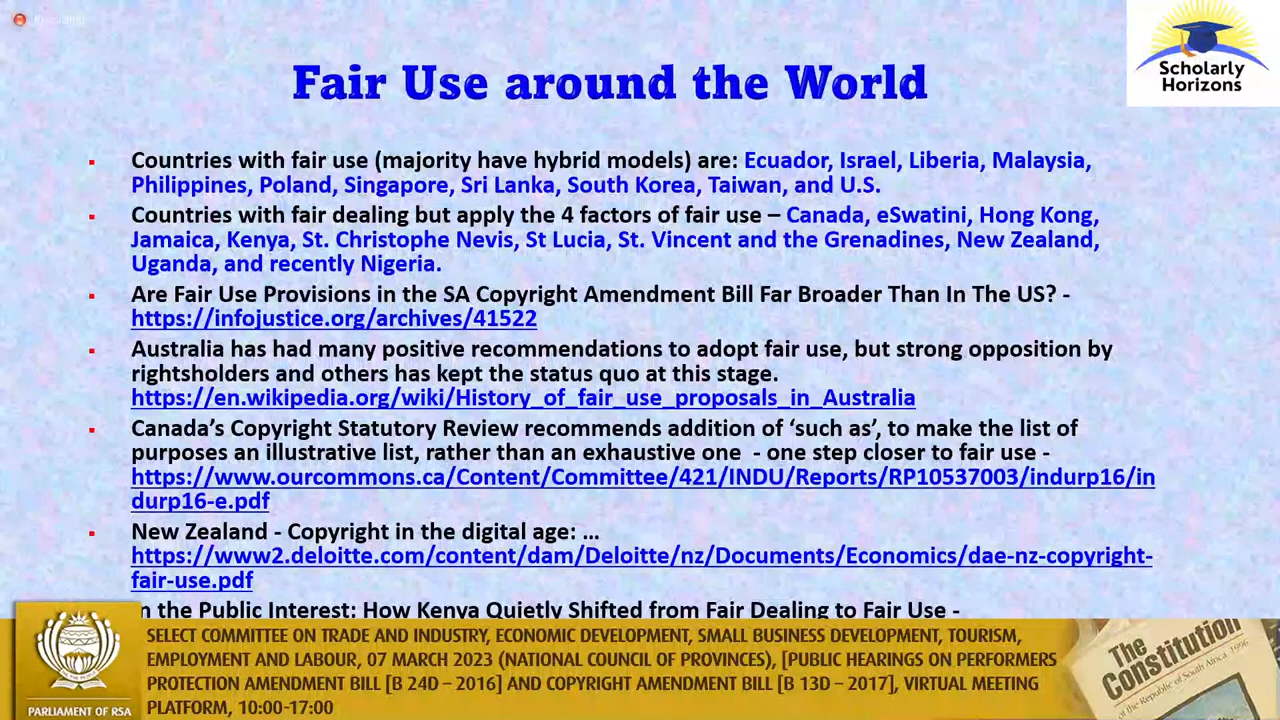 Recording
Scholarly
Horizons
Fair Use around the World
▪ Countries with fair use (majority have hybrid models) are: Ecuador, Israel, Liberia, Malaysia,
Philippines, Poland, Singapore, Sri Lanka, South Korea, Taiwan, and U.S.
▪ Countries with fair dealing but apply the 4 factors of fair use – Canada, eSwatini, Hong Kong,
Jamaica, Kenya, St. Christophe Nevis, St Lucia, St. Vincent and the Grenadines, New Zealand,
Uganda, and recently Nigeria.
▪ Are Fair Use Provisions in the SA Copyright Amendment Bill Far Broader Than In The US? -
https://infojustice.org/archives/41522
▪ Australia has had many positive recommendations to adopt fair use, but strong opposition by
rightsholders and others has kept the status quo at this stage.
https://en.wikipedia.org/wiki/History_of_fair_use_proposals_in_Australia
▪ Canada's Copyright Statutory Review recommends addition of 'such as', to make the list of
purposes an illustrative list, rather than an exhaustive one - one step closer to fair use -
https://www.ourcommons.ca/Content/Committee/421/INDU/Reports/RP10537003/indurp16/in
durp16-e.pdf
▪ New Zealand - Copyright in the digital age: …
https://www2.deloitte.com/content/dam/Deloitte/nz/Documents/Economics/dae-nz-copyright-
fair-use.pdf
n the Public Interest: How Kenya Quietly Shifted from Fair Dealing to Fair Use -
SELECT COMMITTEE ON TRADE AND INDUSTRY, ECONOMIC DEVELOPMENT, SMALL BUSINESS DEVELOPMENT, TOURISM,
EMPLOYMENT AND LABOUR, 07 MARCH 2023 (NATIONAL COUNCIL OF PROVINCES), [PUBLIC HEARINGS ON PERFORMERS
PROTECTION AMENDMENT BILL [B 24D – 2016] AND COPYRIGHT AMENDMENT BILL [B 13D – 2017], VIRTUAL MEETING
PLATFORM, 10:00-17:00
PARLIAMENT OF RSA
The
Constitution
of the Republic of South Africa 1996